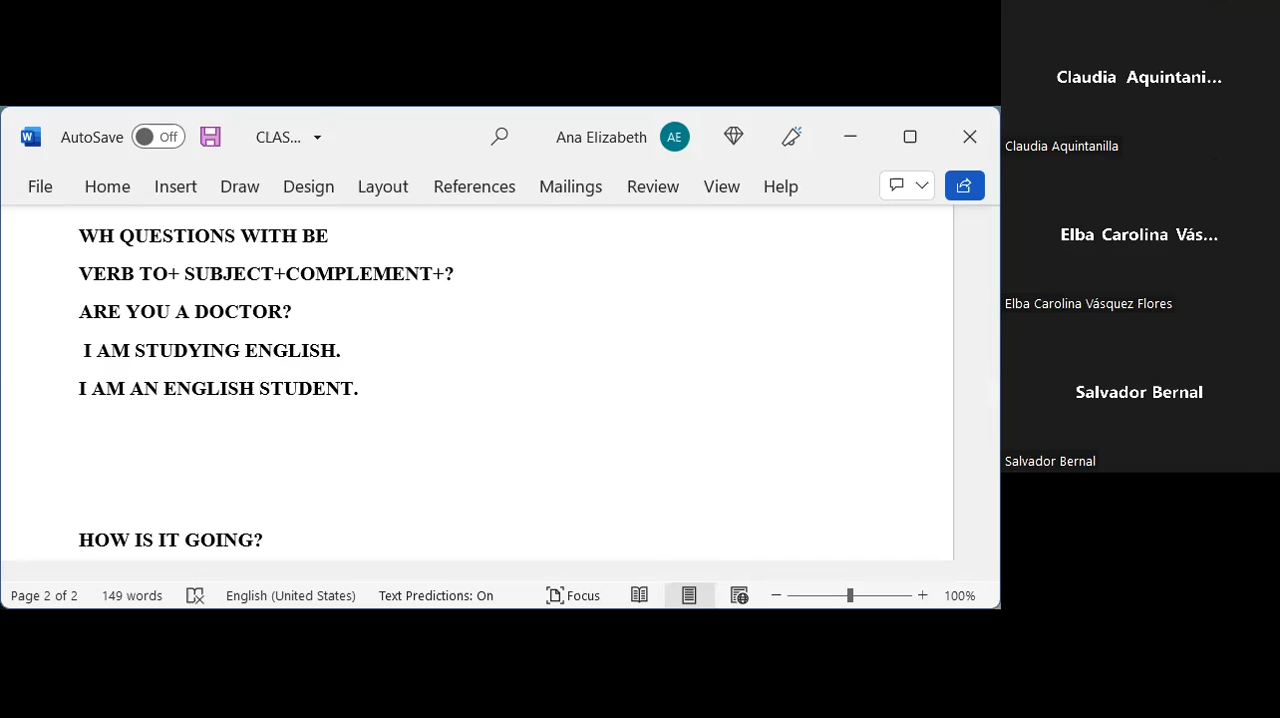 Claudia Aquintani...
Claudia Aquintanilla
AutoSave Off CLAS... Ana Elizabeth AE
File Home Insert Draw Design Layout References Mailings Review View Help
WH QUESTIONS WITH BE
VERB TO+ SUBJECT+COMPLEMENT+?
ARE YOU A DOCTOR?
I AM STUDYING ENGLISH.
I AM AN ENGLISH STUDENT.
HOW IS IT GOING?
Page 2 of 2 149 words English (United States) Text Predictions: On Focus 100%
Elba Carolina Vás...
Elba Carolina Vásquez Flores
Salvador Bernal
Salvador Bernal